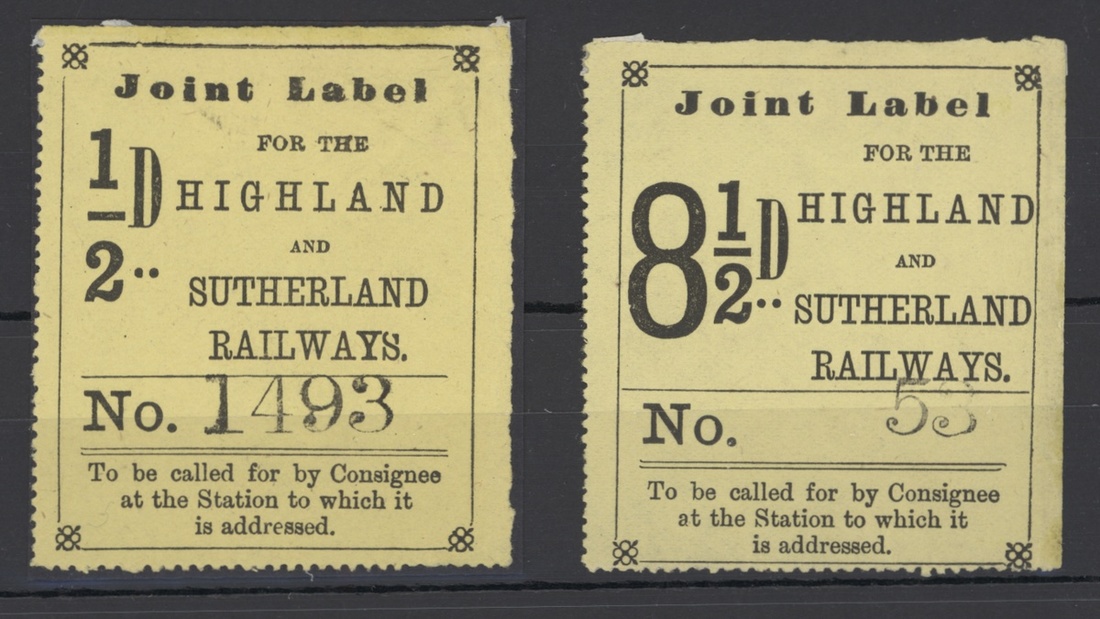 Joint Label
FOR THE
½D..
HIGHLAND
AND
SUTHERLAND
RAILWAYS.
No. 1493
To be called for by Consignee
at the Station to which it
is addressed.
Joint Label
FOR THE
8½D..
HIGHLAND
AND
SUTHERLAND
RAILWAYS.
No. 53
To be called for by Consignee
at the Station to which it
is addressed.